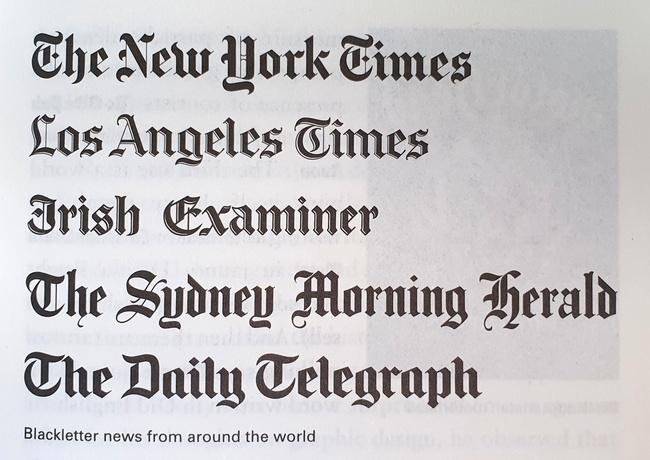 The New York Times
Los Angeles Times
Irish Examiner
The Sydney Morning Herald
The Daily Telegraph
Blackletter news from around the world